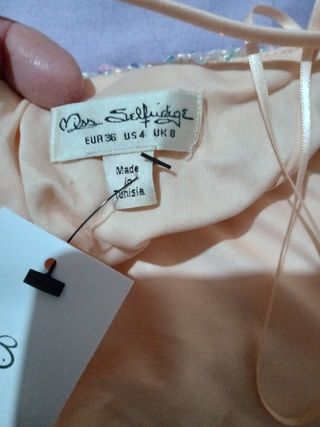 Miss Selfridge
EUR 36 US 4 UK 8
Made
in
Tunisia